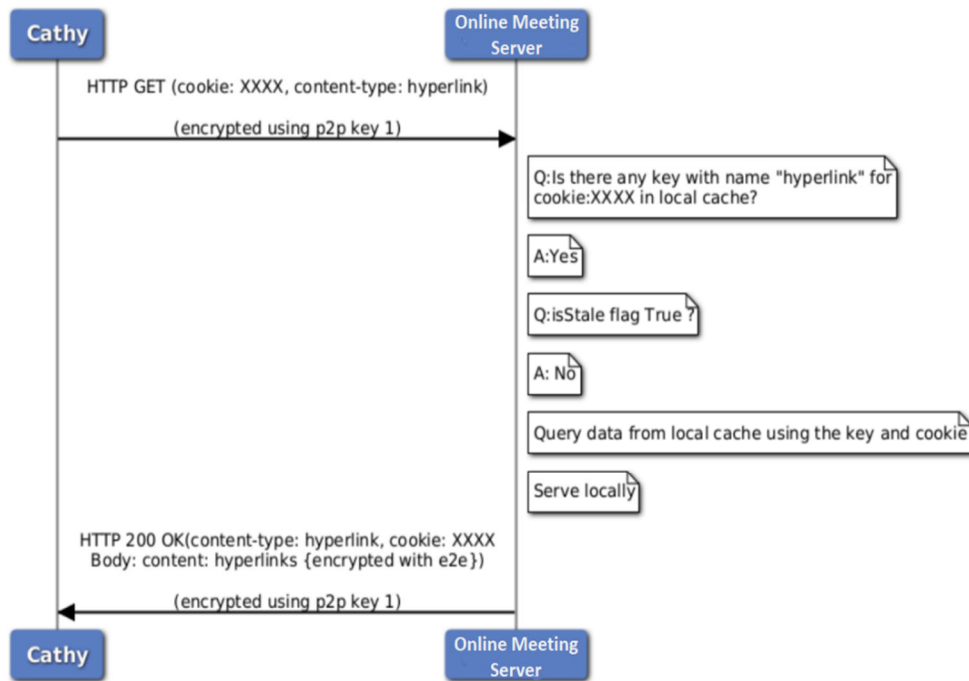 Cathy
Online Meeting
Server
HTTP GET (cookie: XXXX, content-type: hyperlink)
(encrypted using p2p key 1)
Q:Is there any key with name "hyperlink" for
cookie:XXXX in local cache?
A:Yes
Q:isStale flag True ?
A: No
Query data from local cache using the key and cookie
Serve locally
HTTP 200 OK(content-type: hyperlink, cookie: XXXX
Body: content: hyperlinks {encrypted with e2e})
(encrypted using p2p key 1)
Cathy
Online Meeting
Server